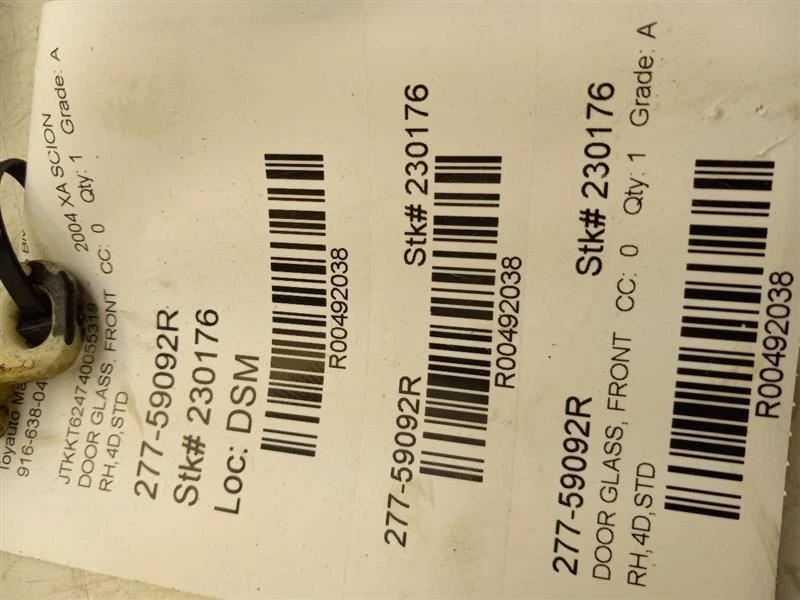 Toyauto
916-638-04
JTKKT624740055319
2004 XA SCION
DOOR GLASS, FRONT CC: 0 Qty: 1 Grade: A
RH,4D,STD
277-59092R
Stk# 230176
Loc: DSM
R00492038
277-59092R
Stk# 230176
R00492038
277-59092R
Stk# 230176
DOOR GLASS, FRONT CC: 0 Qty: 1 Grade: A
RH,4D,STD
R00492038